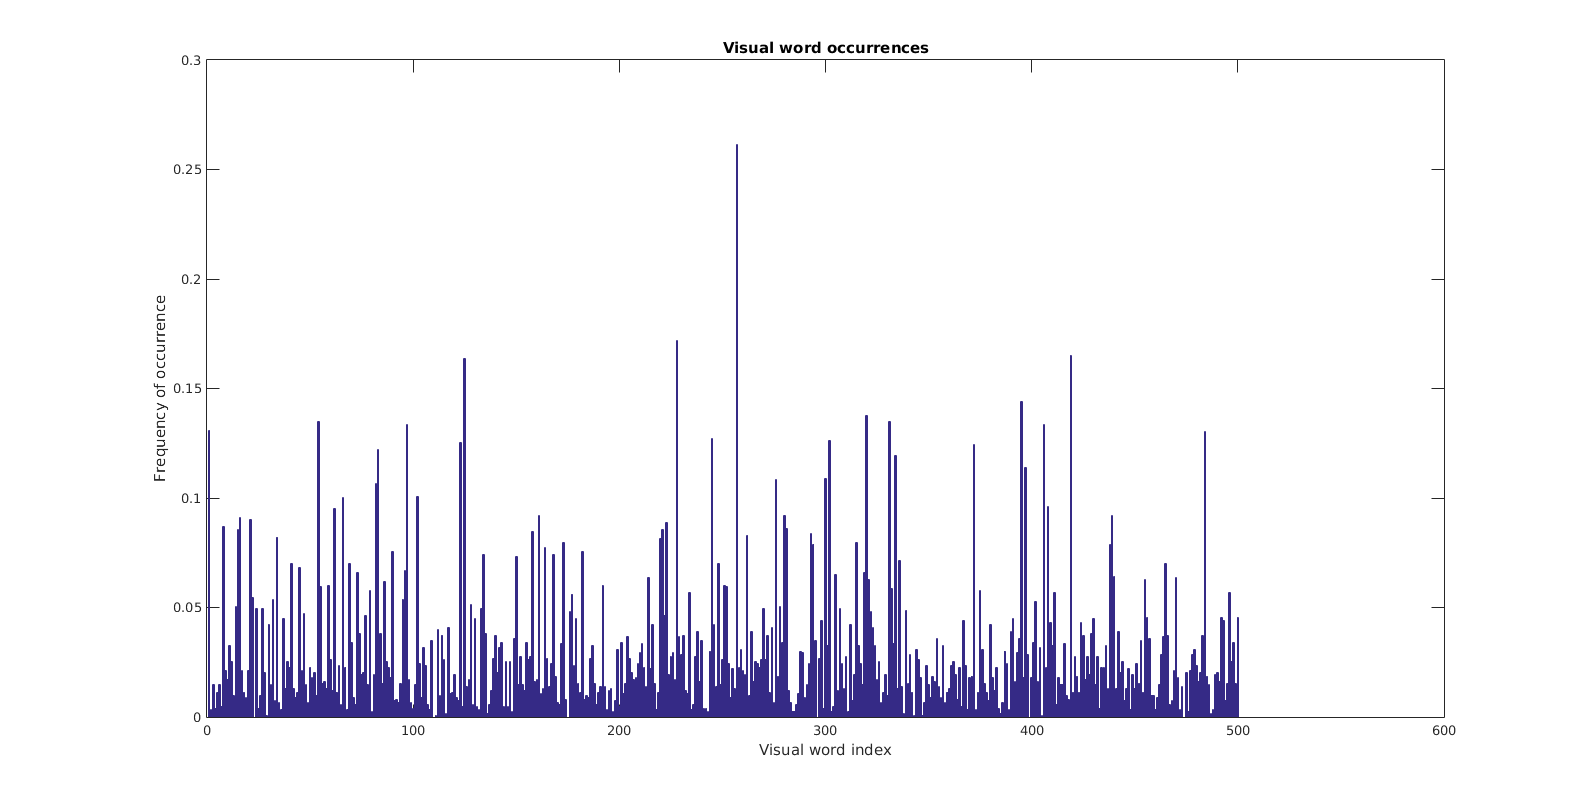 Visual word occurrences
0.3
0.25
0.2
0.15
0.1
0.05
0
Frequency of occurrence
0 100 200 300 400 500 600
Visual word index